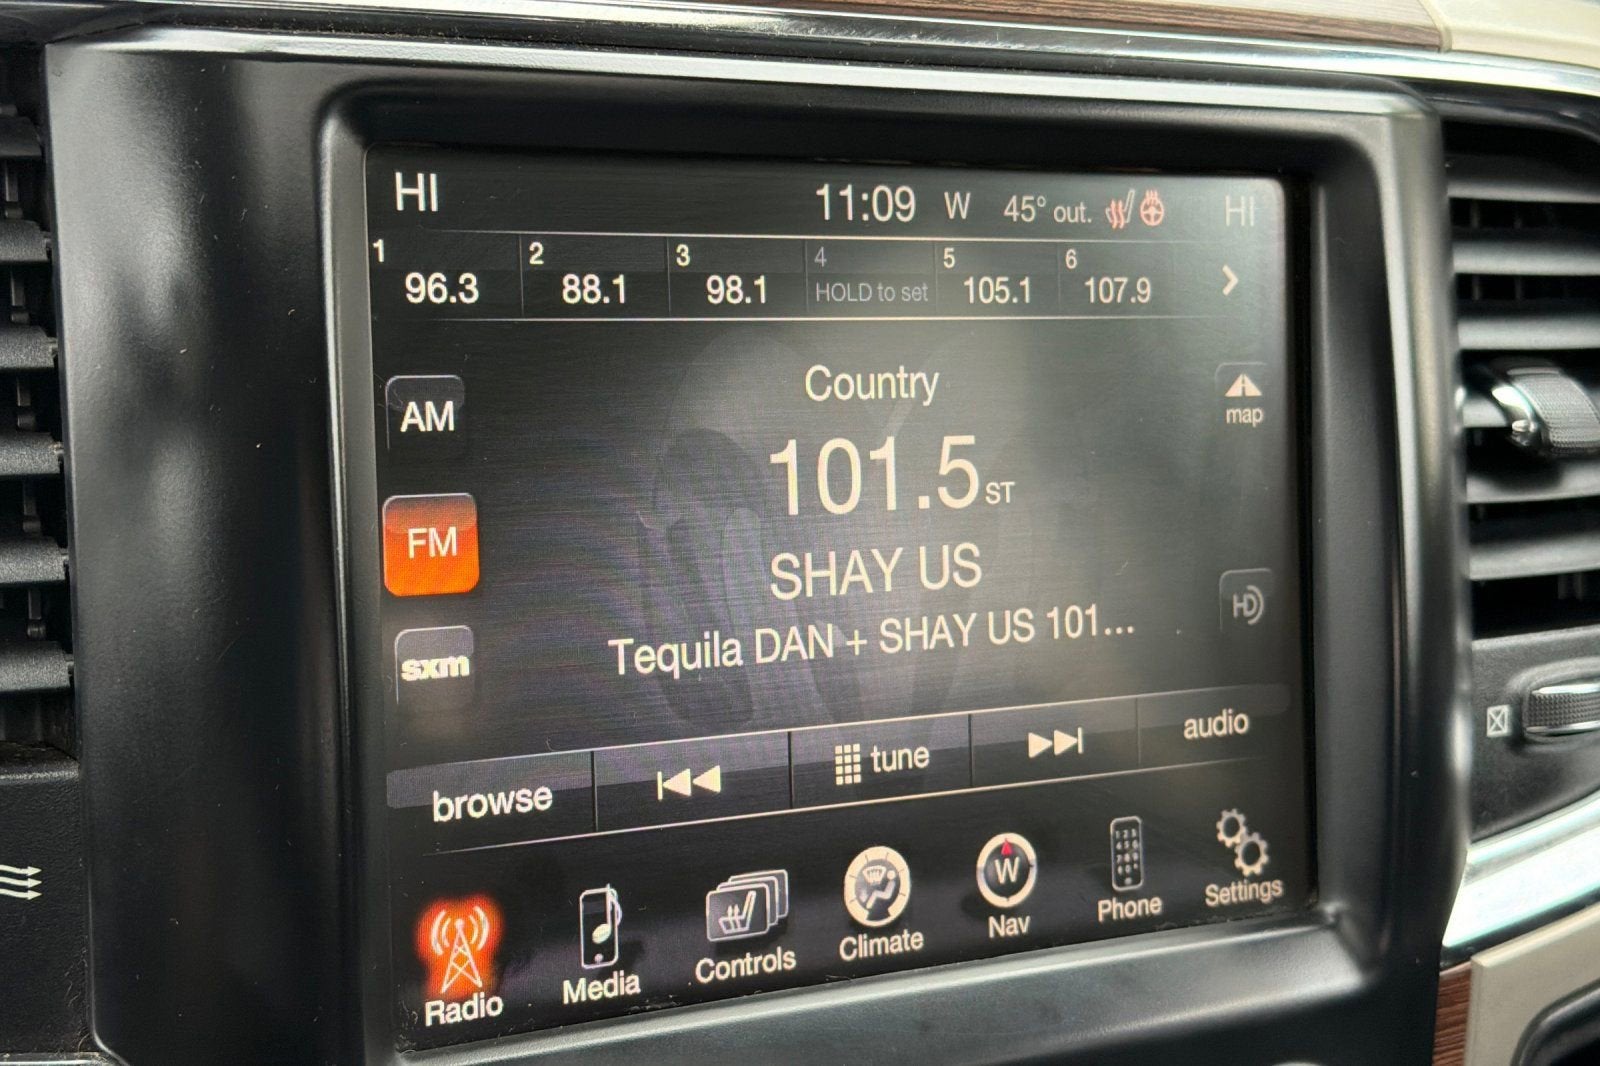 HI 11:09 W 45° out. HI
1 2 3 4 5 6
96.3 88.1 98.1 HOLD to set 105.1 107.9
Country
AM
map
101.5 ST
FM
SHAY US
HD
Tequila DAN + SHAY US 101...
sxm
browse tune audio
W
Radio Media Controls Climate Nav Phone Settings